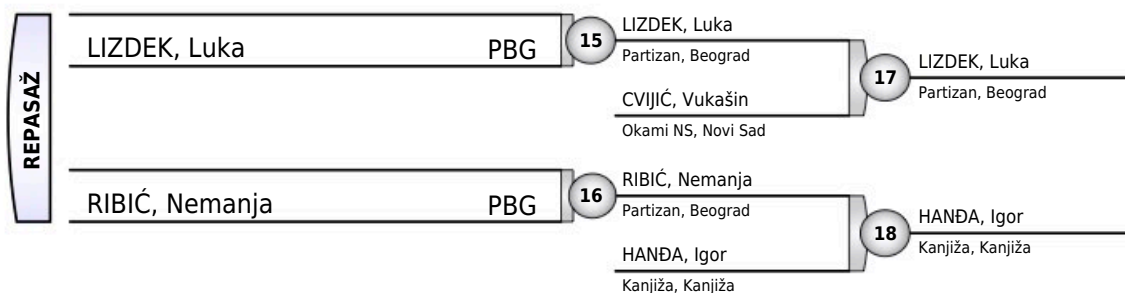 REPASAŽ
LIZDEK, Luka PBG
15
LIZDEK, Luka
Partizan, Beograd
CVIJIĆ, Vukašin
Okami NS, Novi Sad
17
LIZDEK, Luka
Partizan, Beograd
RIBIĆ, Nemanja PBG
16
RIBIĆ, Nemanja
Partizan, Beograd
HANĐA, Igor
Kanjiža, Kanjiža
18
HANĐA, Igor
Kanjiža, Kanjiža